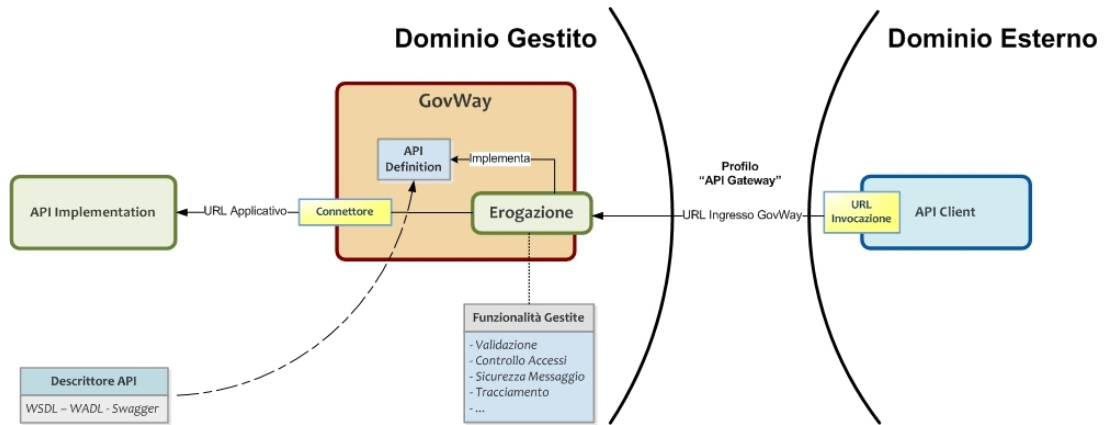 Dominio Gestito
Dominio Esterno
GovWay
API
Definition
Implementa
Profilo
“API Gateway”
API Implementation
URL Applicativo
Connettore
Erogazione
URL Ingresso GovWay
URL
Invocazione
API Client
Funzionalità Gestite
- Validazione
- Controllo Accessi
- Sicurezza Messaggio
- Tracciamento
- ...
Descrittore API
WSDL – WADL - Swagger